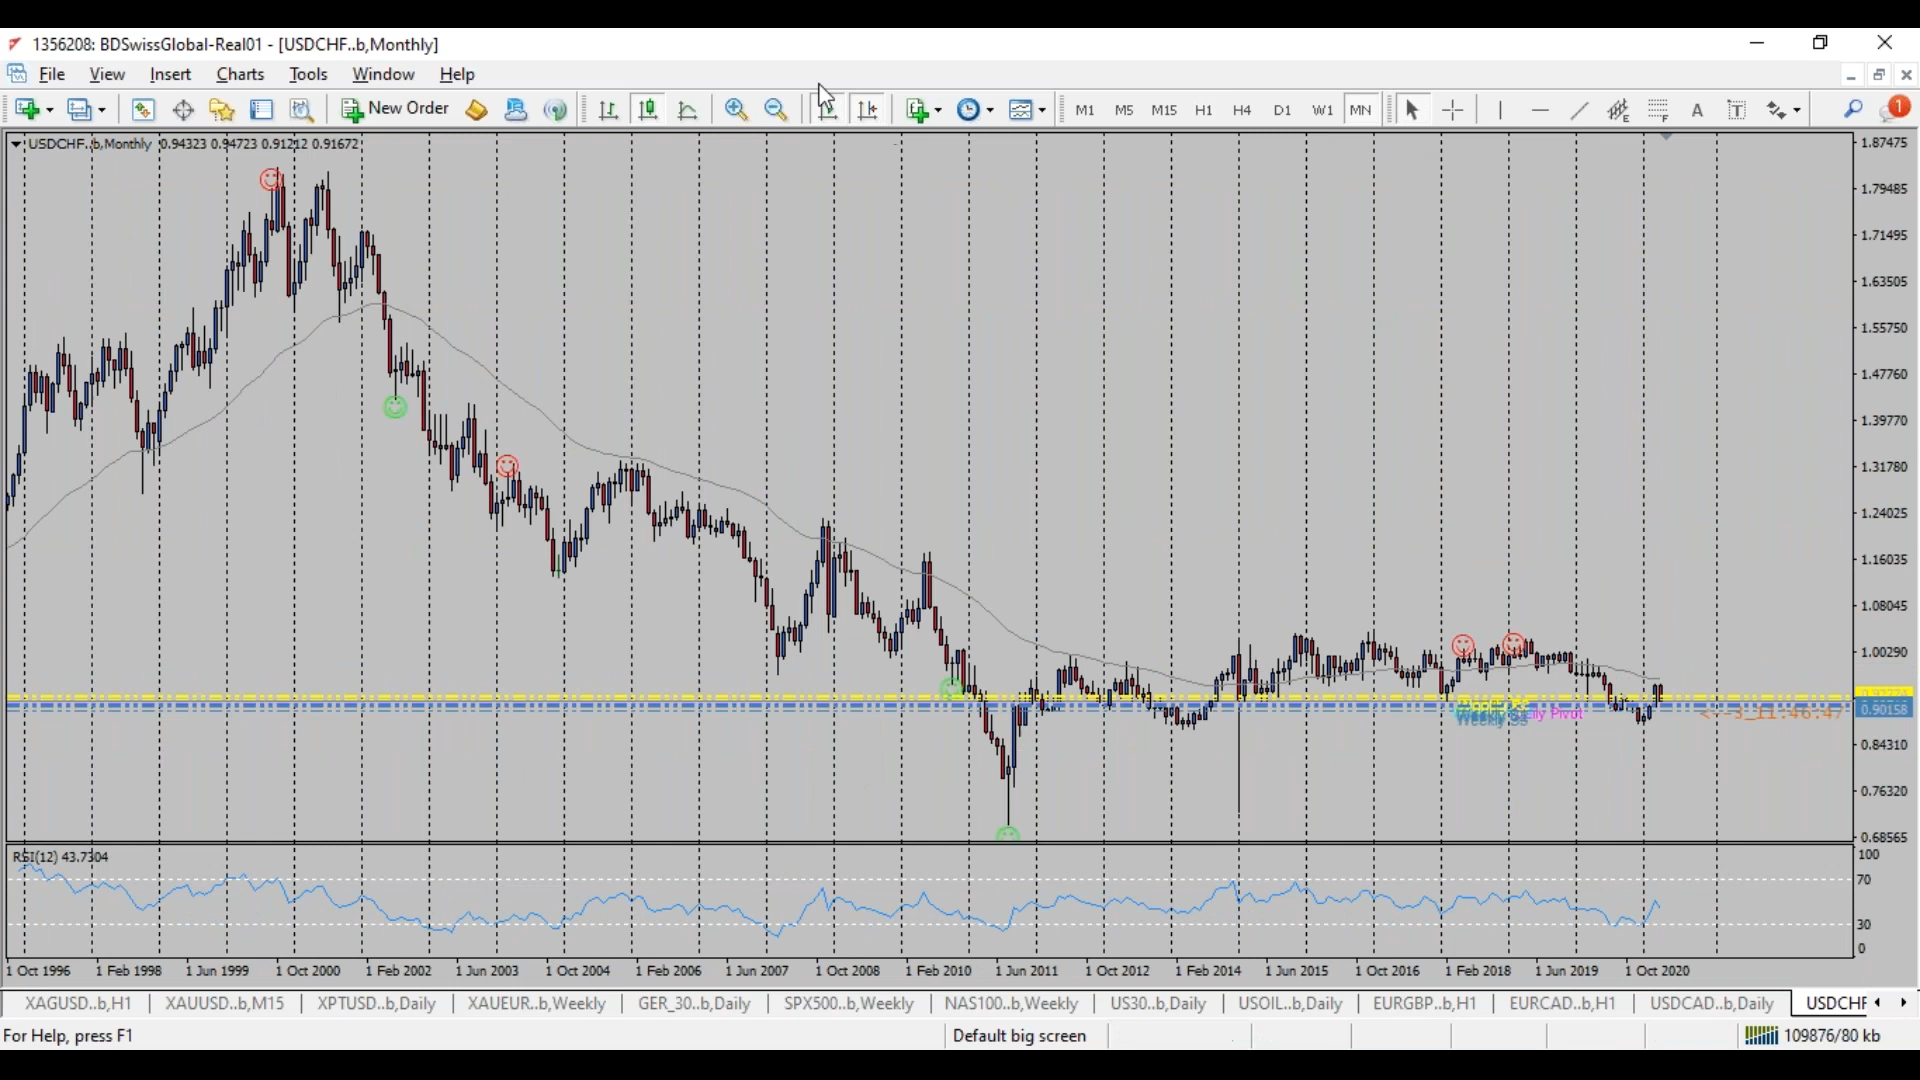 1356208: BDSwissGlobal-Real01 - [USDCHF..b,Monthly]
File View Insert Charts Tools Window Help
New Order M1 M5 M15 H1 H4 D1 W1 MN E F A T 1
USDCHF..b,Monthly 0.94323 0.94723 0.91212 0.91672
1.87475
1.79485
1.71495
1.63505
1.55750
1.47760
1.39770
1.31780
1.24025
1.16035
1.08045
1.00290
0.90158
Pivot
<--3_11:46:47
0.84310
0.76320
0.68565
RSI(12) 43.7304
100
70
30
0
1 Oct 1996 1 Feb 1998 1 Jun 1999 1 Oct 2000 1 Feb 2002 1 Jun 2003 1 Oct 2004 1 Feb 2006 1 Jun 2007 1 Oct 2008 1 Feb 2010 1 Jun 2011 1 Oct 2012 1 Feb 2014 1 Jun 2015 1 Oct 2016 1 Feb 2018 1 Jun 2019 1 Oct 2020
XAGUSD..b,H1 XAUUSD..b,M15 XPTUSD..b,Daily XAUEUR..b,Weekly GER_30..b,Daily SPX500..b,Weekly NAS100..b,Weekly US30..b,Daily USOIL..b,Daily EURGBP..b,H1 EURCAD..b,H1 USDCAD..b,Daily USDCHF
For Help, press F1 Default big screen 109876/80 kb